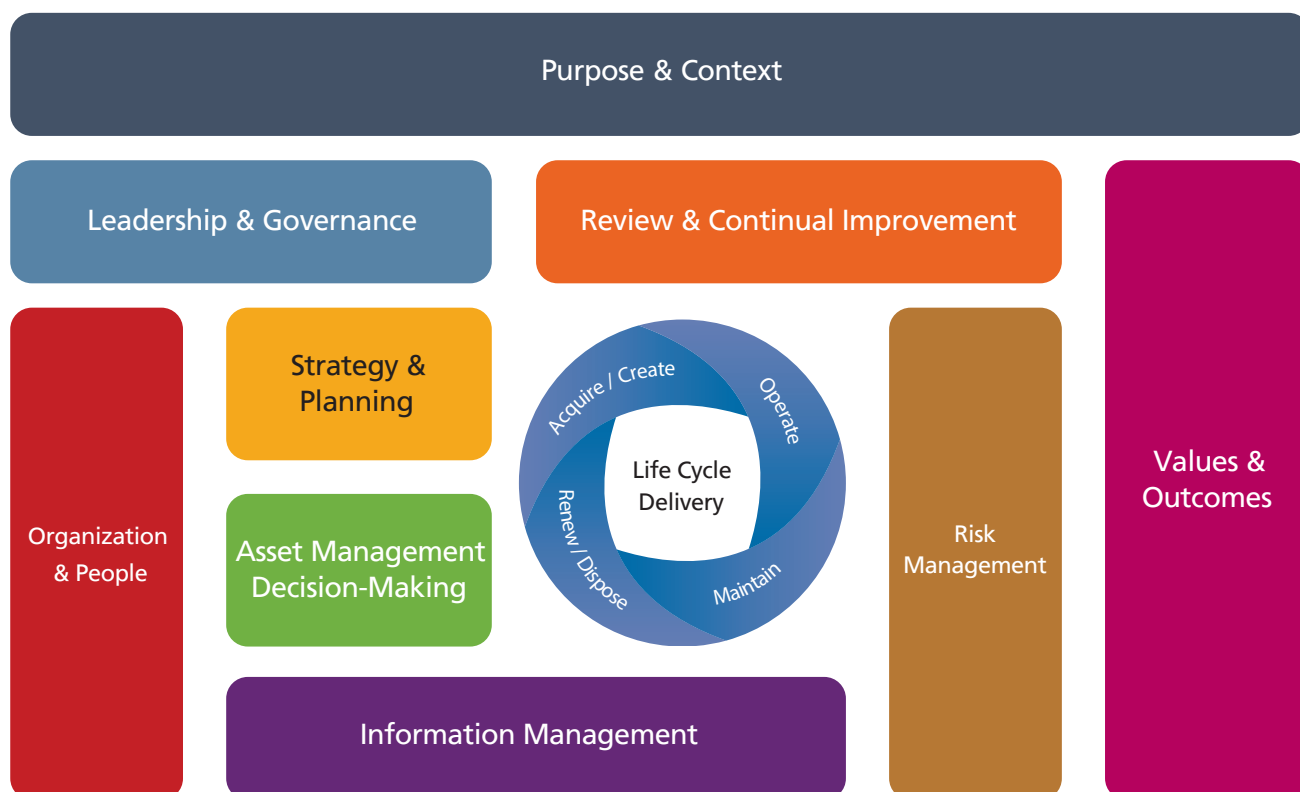 Purpose & Context
Leadership & Governance
Review & Continual Improvement
Values &
Outcomes
Organization
& People
Strategy &
Planning
Asset Management
Decision-Making
Acquire / Create
Operate
Maintain
Renew / Dispose
Life Cycle
Delivery
Risk
Management
Information Management